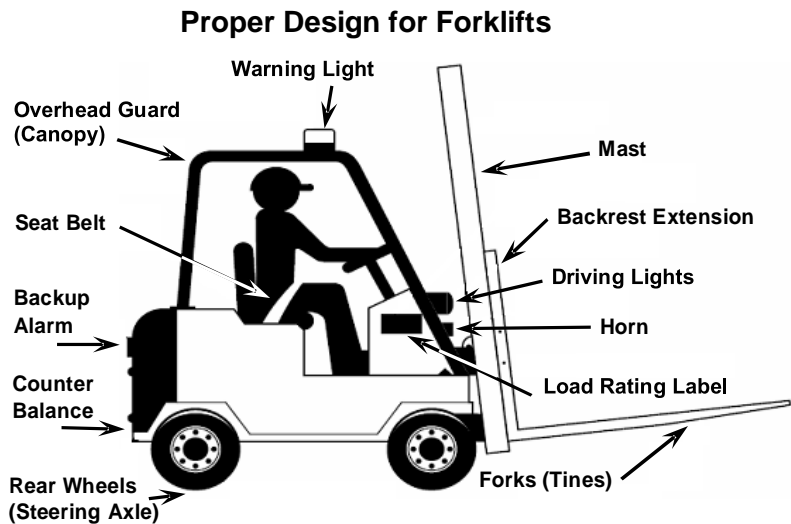 Proper Design for Forklifts
Warning Light
Overhead Guard
(Canopy)
Mast
Seat Belt
Backrest Extension
Driving Lights
Backup
Alarm
Horn
Load Rating Label
Counter
Balance
Forks (Tines)
Rear Wheels
(Steering Axle)